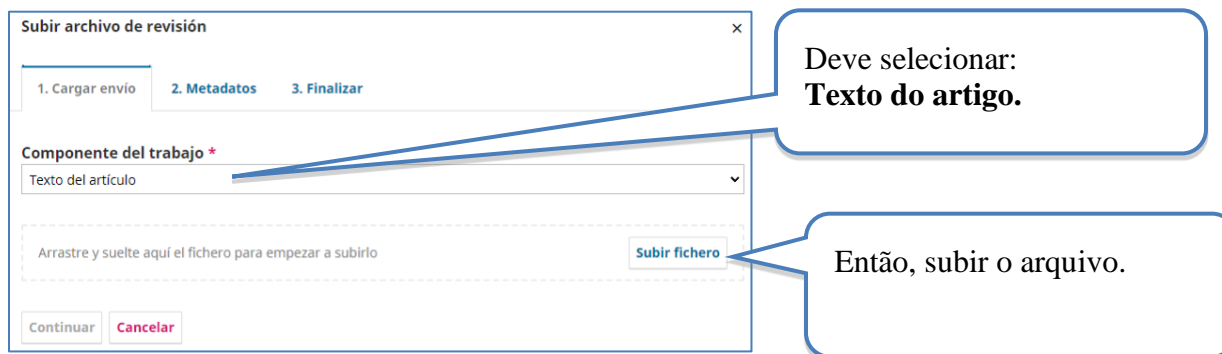 Subir archivo de revisión ×
1. Cargar envío 2. Metadatos 3. Finalizar
Componente del trabajo *
Texto del artículo
Arrastre y suelte aquí el fichero para empezar a subirlo Subir fichero
Continuar Cancelar
Deve selecionar:
Texto do artigo.
Então, subir o arquivo.